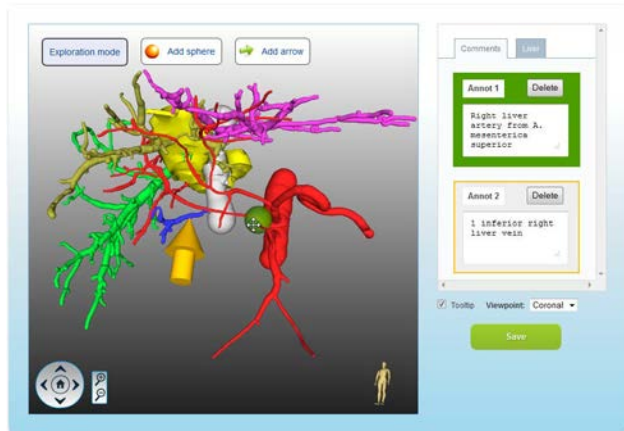 Exploration mode
Add sphere
Add arrow
Comments
Annot 1
Delete
Right liver
artery from A.
mesenterica
superior
Annot 2
Delete
1 inferior right
liver vein
Tooltip
Viewpoint:
Coronal
Save